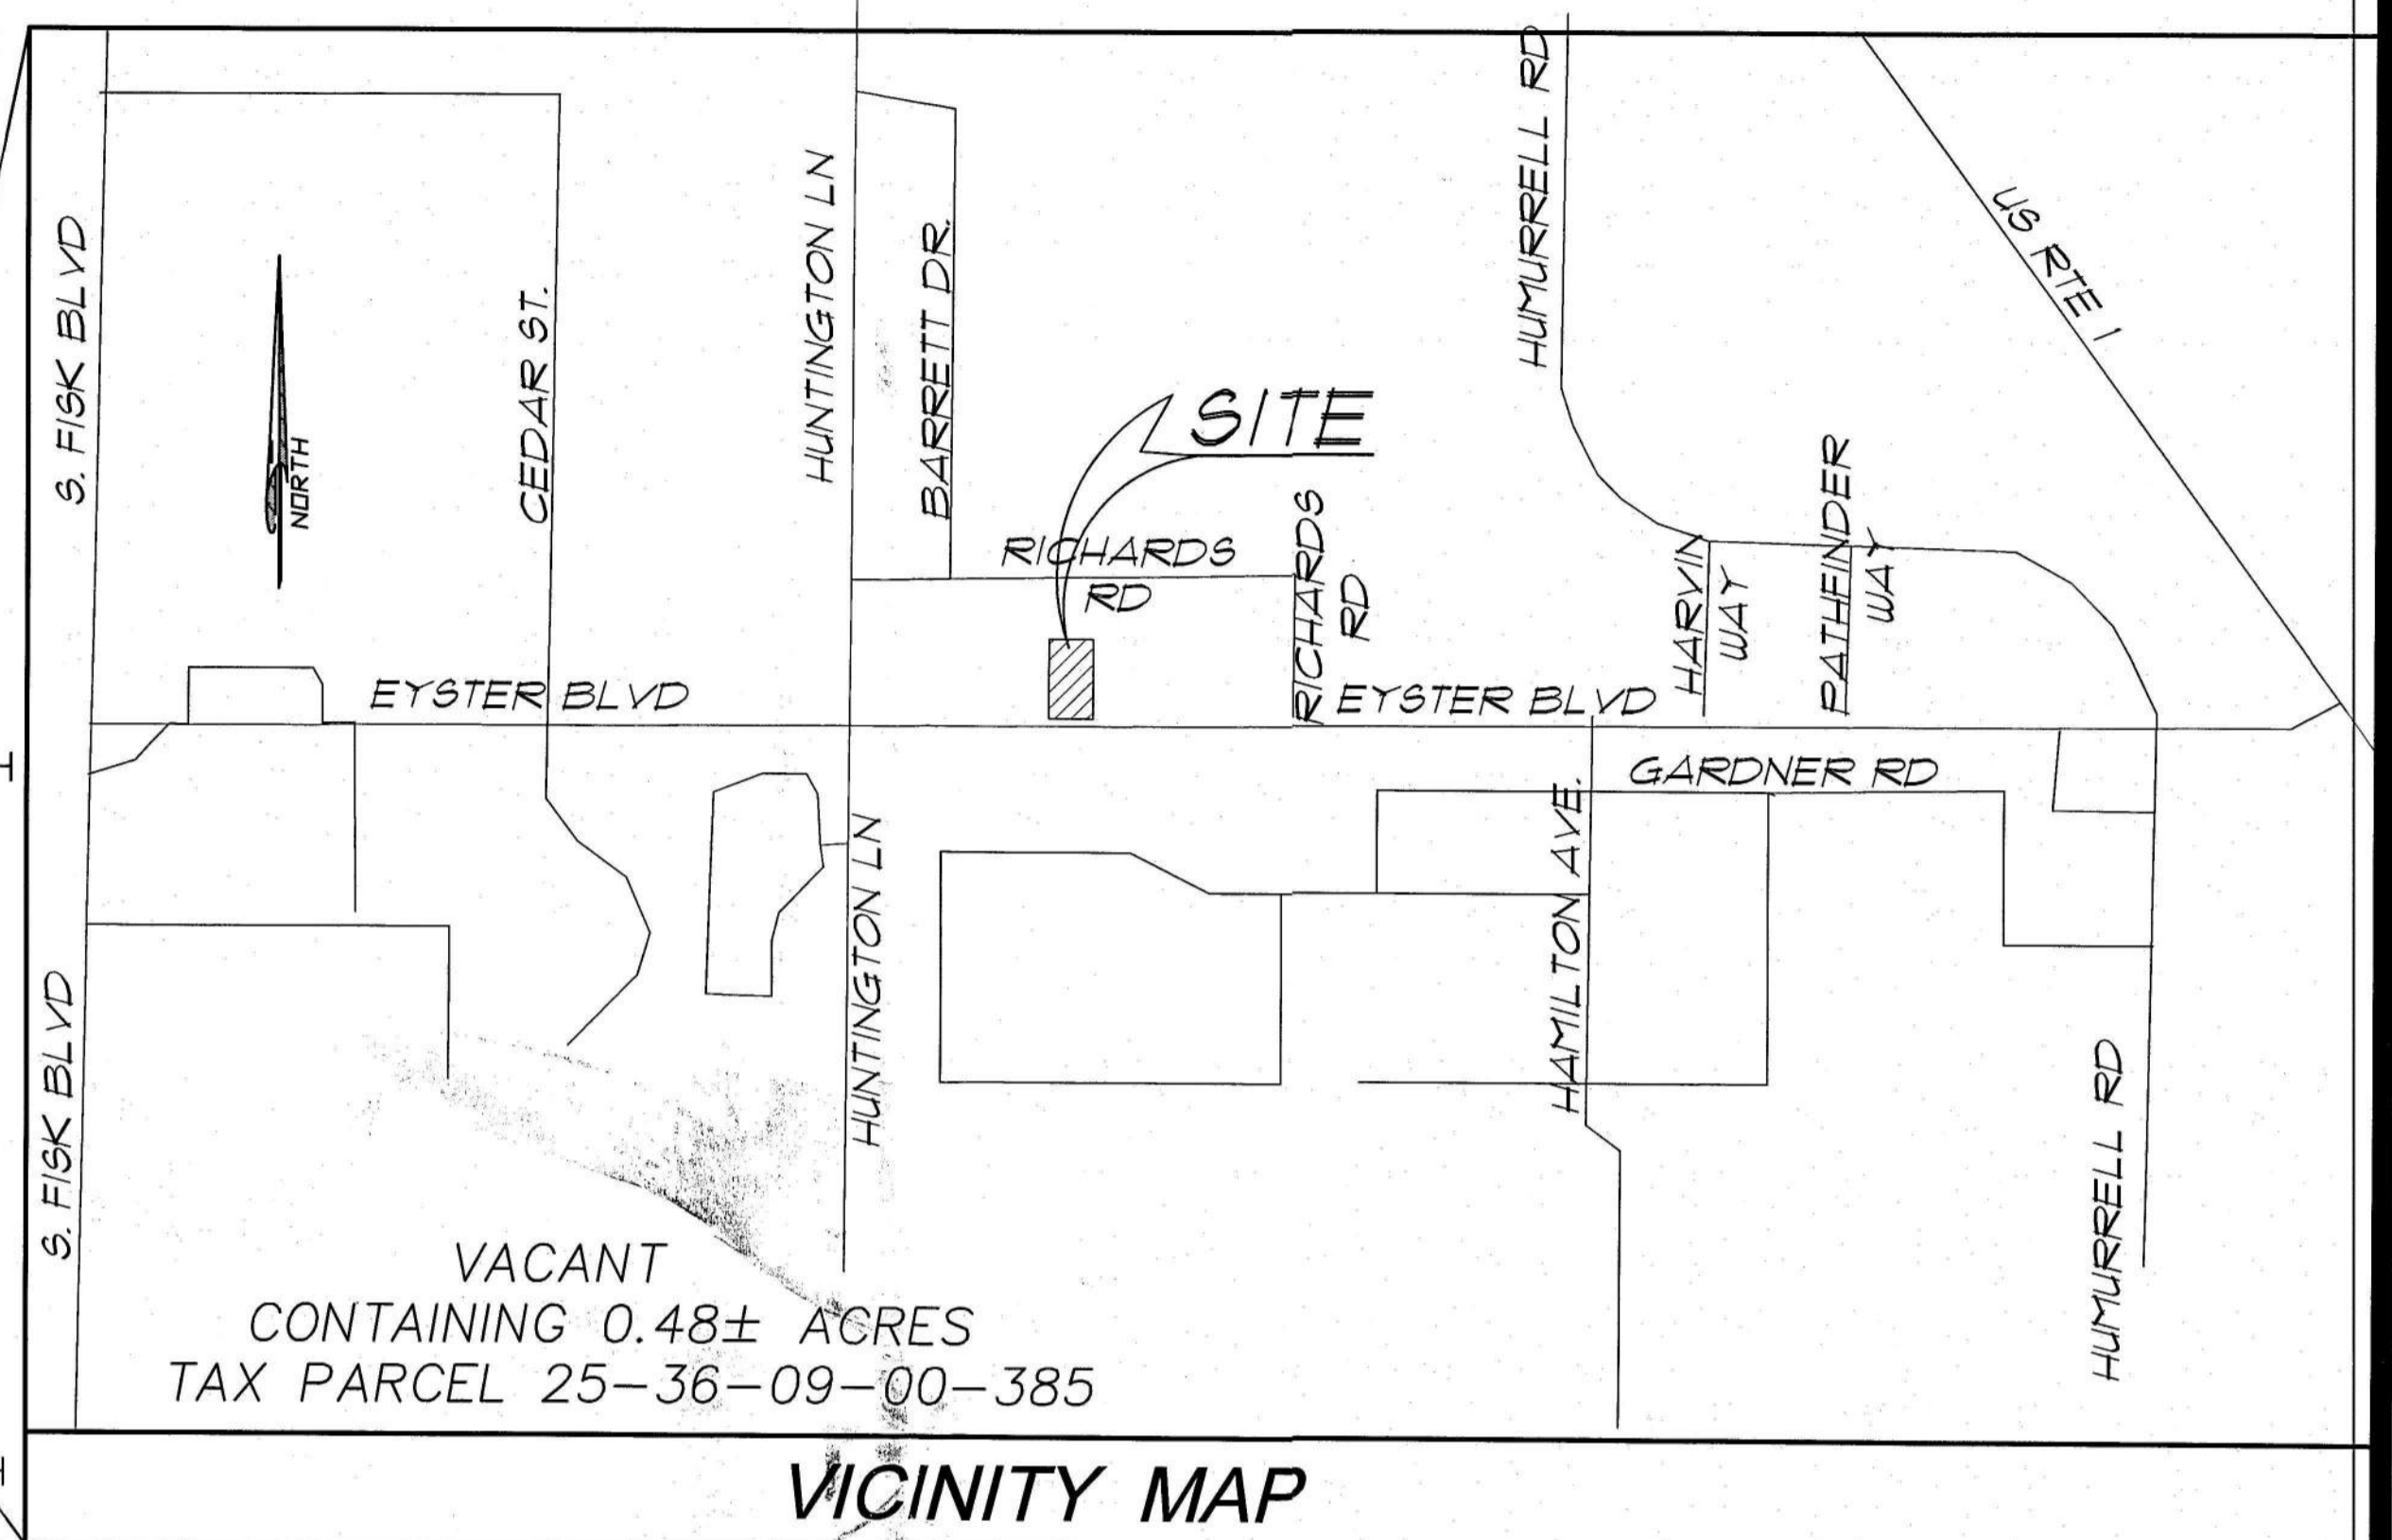 S. FISK BLVD
NORTH
CEDAR ST.
HUNTINGTON LN
BARRETT DR.
SITE
RICHARDS
RD
RICHARDS
RD
HUMURRELL RD
HARVIN
WAY
PATHFINDER
WAY
US RTE 1
EYSTER BLVD
EYSTER BLVD
GARDNER RD
HAMILTON AVE.
HUNTINGTON LN
S. FISK BLVD
HUMURRELL RD
VACANT
CONTAINING 0.48± ACRES
TAX PARCEL 25-36-09-00-385
VICINITY MAP